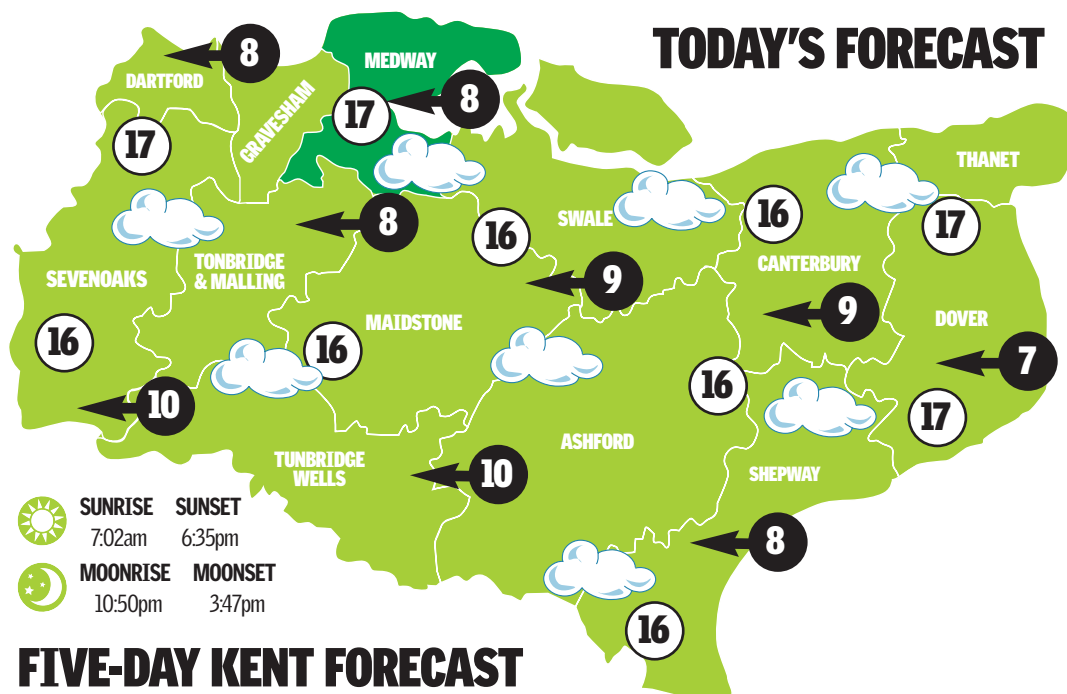 TODAY'S FORECAST
8
MEDWAY
DARTFORD
GRAVESHAM
17
8
17
THANET
8
16
SWALE
16
17
SEVENOAKS
TONBRIDGE
& MALLING
CANTERBURY
9
MAIDSTONE
9
DOVER
16
16
7
16
10
17
ASHFORD
TUNBRIDGE
WELLS
10
SHEPWAY
SUNRISE SUNSET
7:02am 6:35pm
8
MOONRISE MOONSET
10:50pm 3:47pm
16
FIVE-DAY KENT FORECAST